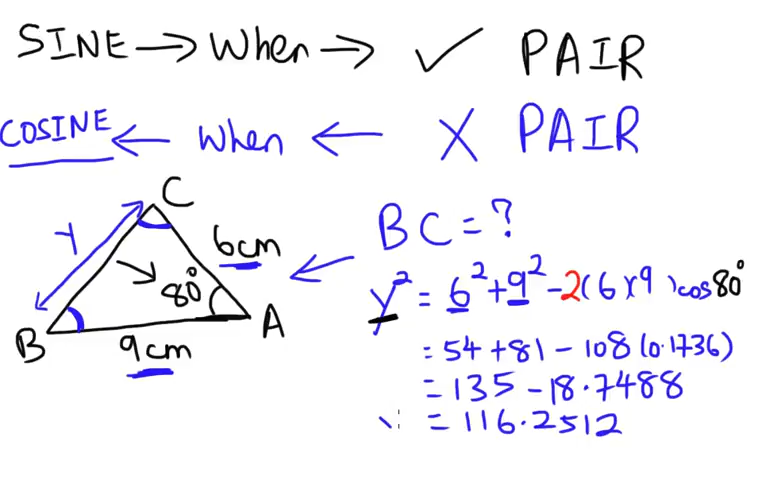 SINE → When → ✓ PAIR
COSINE ← when ← X PAIR
C
Y
6cm
80°
B
A
9cm
BC = ?
y² = 6² + 9² - 2(6 x 9) cos 80°
= 54 + 81 - 108 (0.1736)
= 135 - 18.7488
= 116.2512